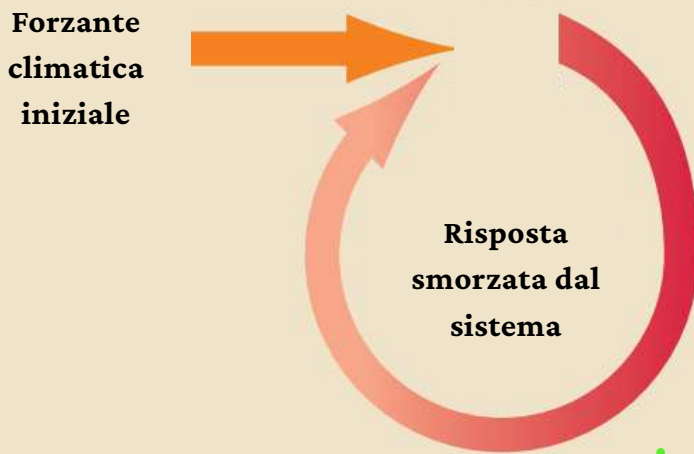 Forzante
climatica
iniziale
Risposta
smorzata dal
sistema